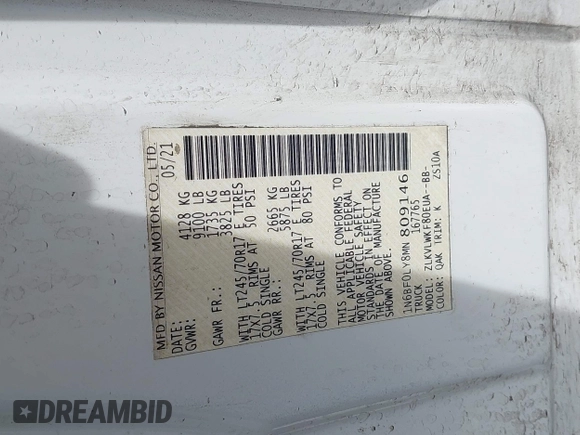 MFD BY NISSAN MOTOR CO., LTD.
DATE: 05/21
GVWR: 4128 KG
9100 LB
GAWR FR.: 1735 KG
3825 LB
WITH LT245/70R17 E TIRES
17X7.5 RIMS AT 50 PSI
COLD SINGLE
GAWR RR.: 2665 KG
5875 LB
WITH LT245/70R17 E TIRES
17X7.5 RIMS AT 80 PSI
COLD SINGLE
THIS VEHICLE CONFORMS TO
ALL APPLICABLE FEDERAL
MOTOR VEHICLE SAFETY
STANDARDS IN EFFECT ON
THE DATE OF MANUFACTURE
SHOWN ABOVE.
1N6BF0LY8MN 809146
TRUCK 167765
MODEL: ZLKVLWKF80EUA--BB-
COLOR: QAK TRIM: K ZS10A
DREAMBID